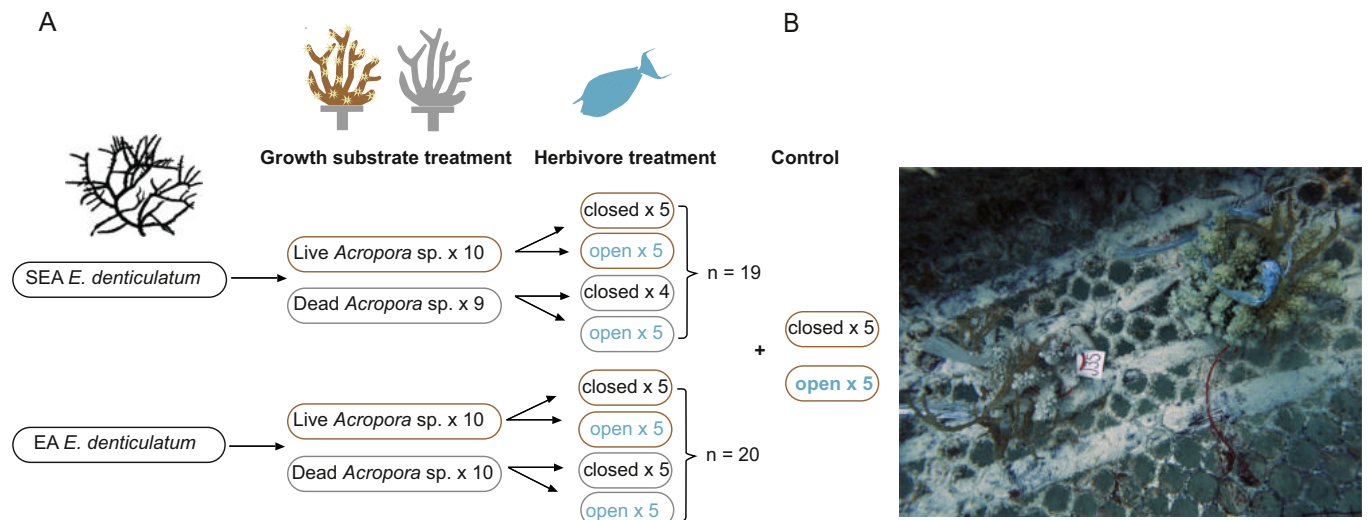 A
B
Growth substrate treatment
Herbivore treatment
Control
SEA E. denticulatum
Live Acropora sp. x 10
Dead Acropora sp. x 9
closed x 5
open x 5
closed x 4
open x 5
n = 19
EA E. denticulatum
Live Acropora sp. x 10
Dead Acropora sp. x 10
closed x 5
open x 5
closed x 5
open x 5
n = 20
+
closed x 5
open x 5
J35